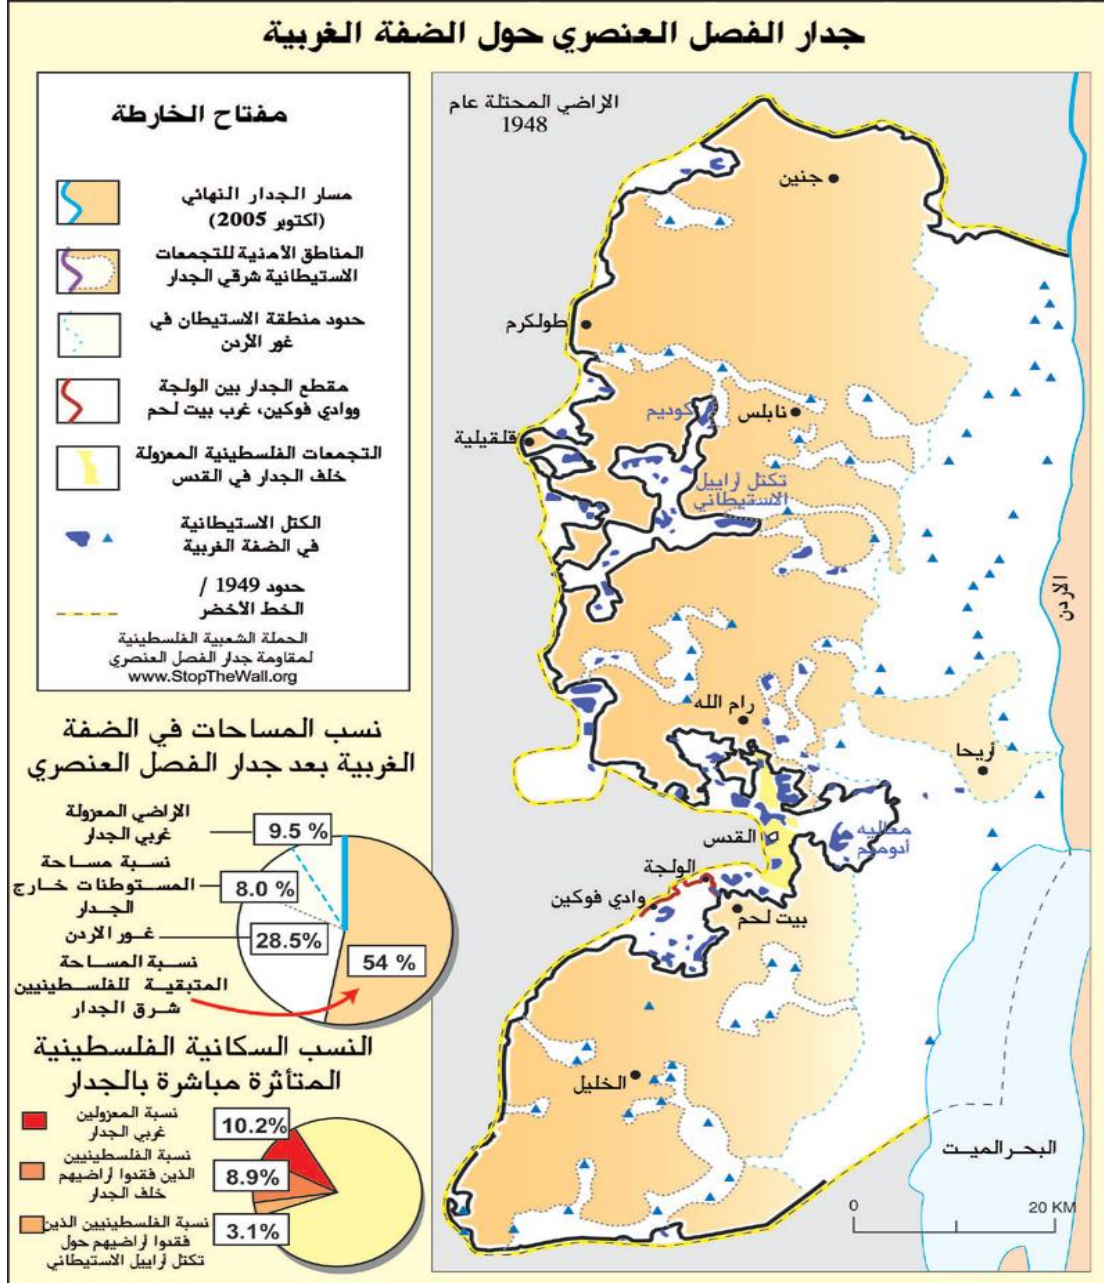 جدار الفصل العنصري حول الضفة الغربية
مفتاح الخارطة
مسار الجدار النهائي
(أكتوبر 2005)
المناطق الأمنية للتجمعات
الاستيطانية شرقي الجدار
حدود منطقة الاستيطان في
غور الأردن
مقطع الجدار بين الولجة
ووادي فوكين، غرب بيت لحم
التجمعات الفلسطينية المعزولة
خلف الجدار في القدس
الكتل الاستيطانية
في الضفة الغربية
حدود 1949 /
الخط الأخضر
الحملة الشعبية الفلسطينية
لمقاومة جدار الفصل العنصري
www.StopTheWall.org
نسب المساحات في الضفة
الغربية بعد جدار الفصل العنصري
الاراضي المعزولة
غربي الجدار
9.5 %
نسبة مساحة
المستوطنات خارج
الجدار
8.0 %
غور الاردن
28.5%
نسبة المساحة
المتبقية للفلسطينيين
شرق الجدار
54 %
النسب السكانية الفلسطينية
المتأثرة مباشرة بالجدار
نسبة المعزولين
غربي الجدار
10.2%
نسبة الفلسطينيين
الذين فقدوا اراضيهم
خلف الجدار
8.9%
نسبة الفلسطينيين الذين
فقدوا أراضيهم حول
تكتل أراييل الاستيطاني
3.1%
الاراضي المحتلة عام
1948
جنين
طولكرم
كوديم
نابلس
قلقيلية
تكتل أراييل
الاستيطاني
الاردن
رام الله
أريحا
القدس
معاليه
أدوميم
الولجة
وادي فوكين
بيت لحم
الخليل
البحر الميت
0
20 KM